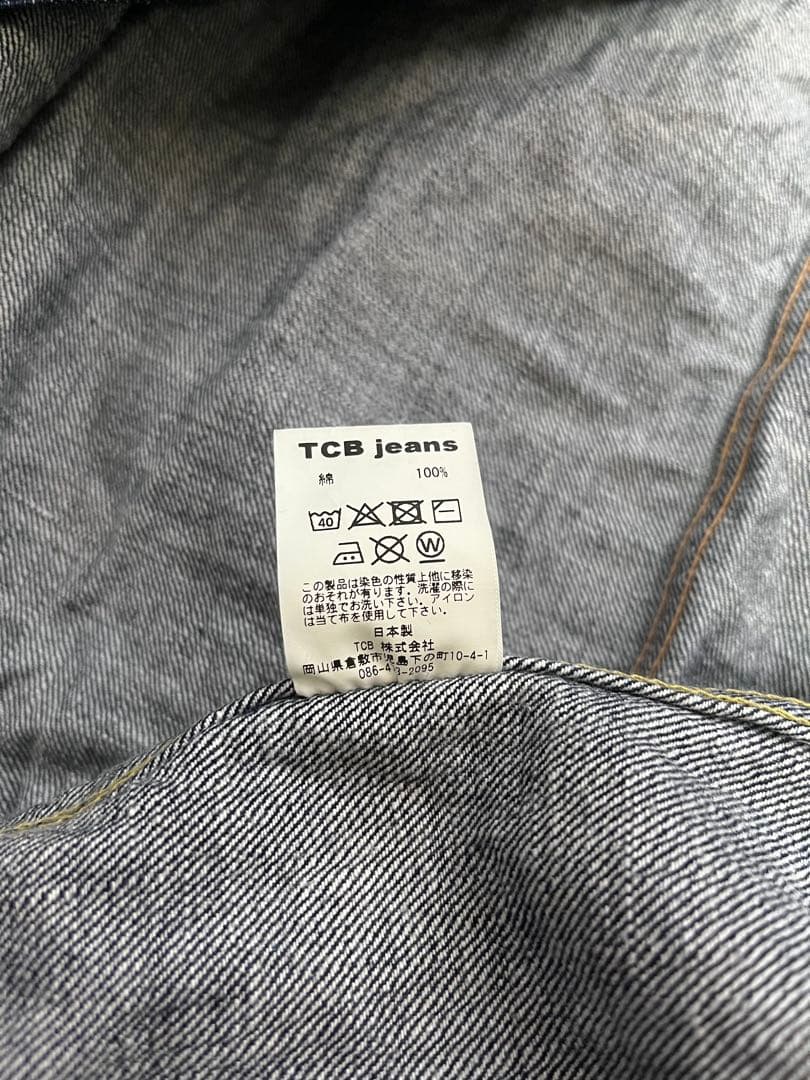 TCB jeans
綿 100%
40
W
この製品は染色の性質上他に移染
のおそれが有ります。洗濯の際に
は単独でお洗い下さい。アイロン
は当て布を使用して下さい。
日本製
TCB 株式会社
岡山県倉敷市児島下の町10-4-1